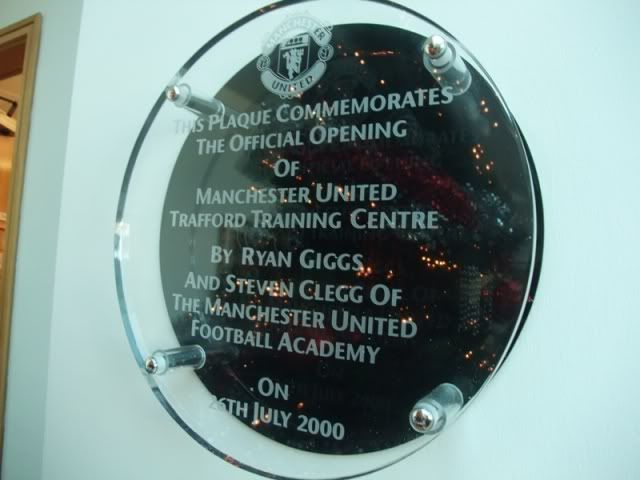 MANCHESTER
UNITED
THIS PLAQUE COMMEMORATES
THE OFFICIAL OPENING
OF
MANCHESTER UNITED
TRAFFORD TRAINING CENTRE
BY RYAN GIGGS
AND STEVEN CLEGG OF
THE MANCHESTER UNITED
FOOTBALL ACADEMY
ON
26TH JULY 2000